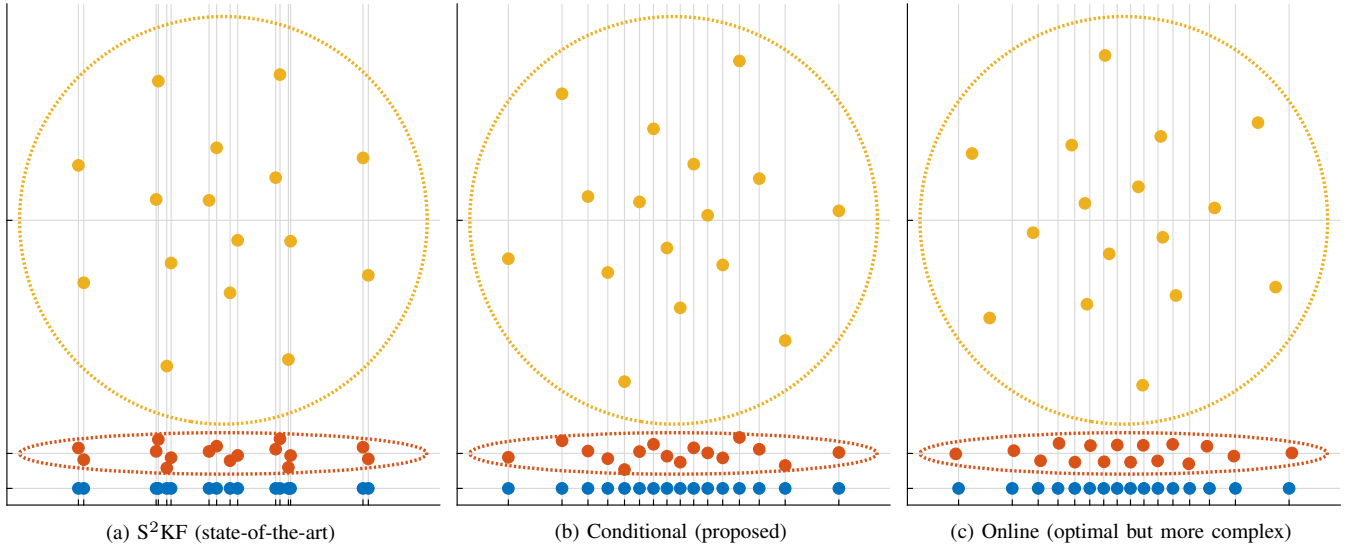 (a) S²KF (state-of-the-art)
(b) Conditional (proposed)
(c) Online (optimal but more complex)